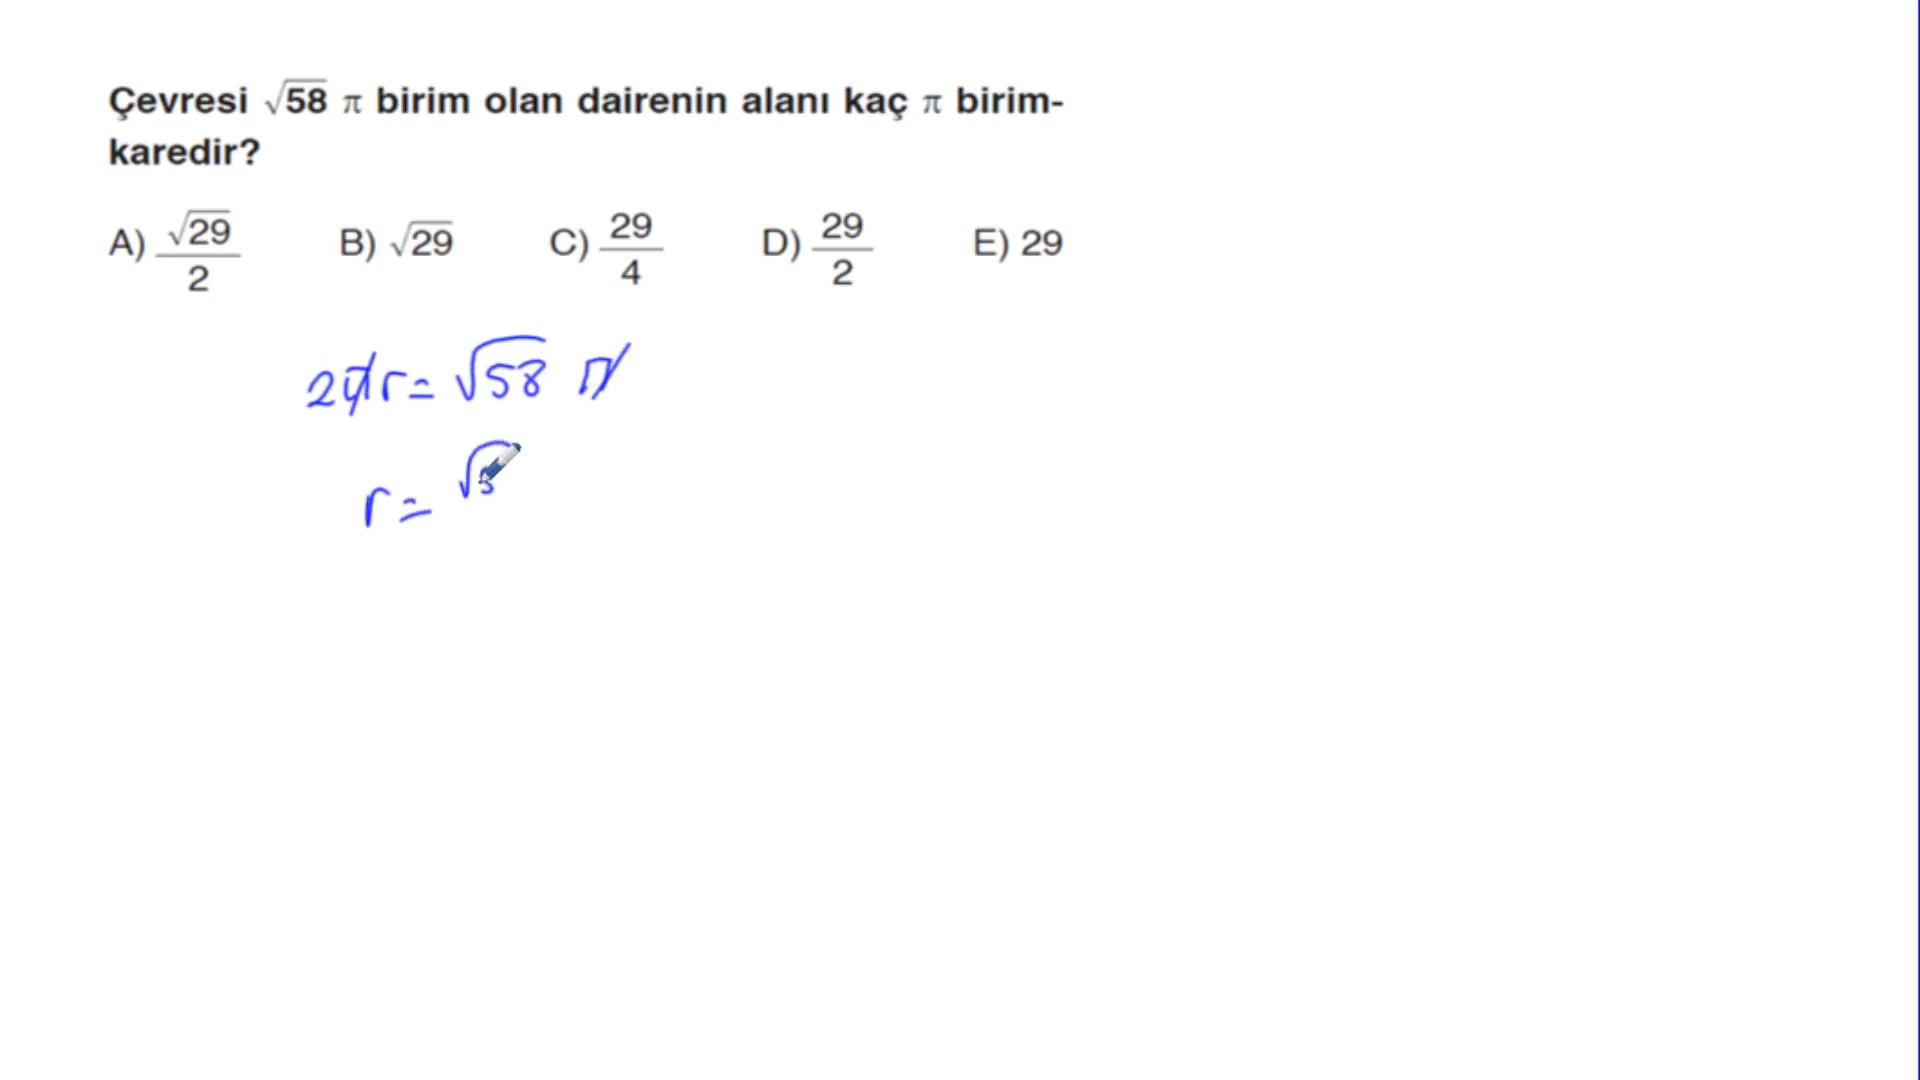 Çevresi √58 π birim olan dairenin alanı kaç π birim-
karedir?
A) √29/2 B) √29 C) 29/4 D) 29/2 E) 29
2πr = √58 π
r = √5